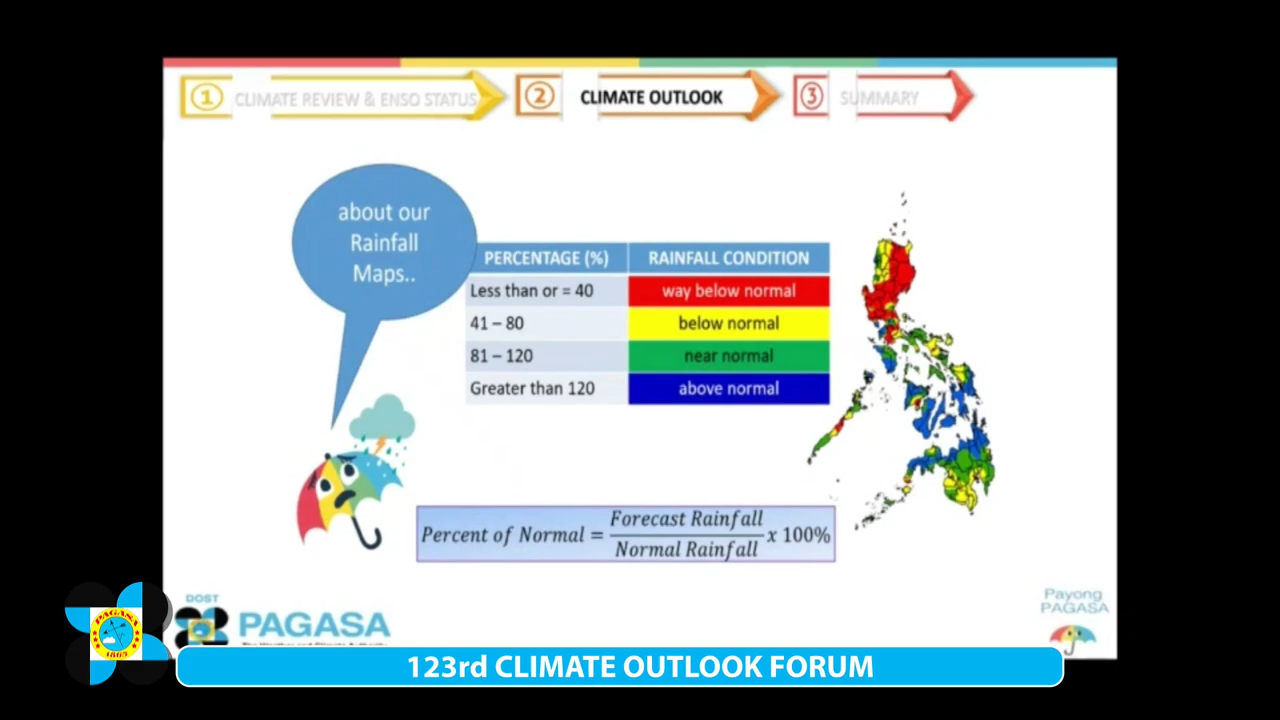 1 CLIMATE REVIEW & ENSO STATUS
2 CLIMATE OUTLOOK
3 SUMMARY
about our
Rainfall
Maps..
PERCENTAGE (%) RAINFALL CONDITION
Less than or = 40 way below normal
41 – 80 below normal
81 – 120 near normal
Greater than 120 above normal
Percent of Normal = Forecast Rainfall / Normal Rainfall x 100%
DOST
PAGASA
Payong
PAGASA
PAGASA
1865
123rd CLIMATE OUTLOOK FORUM